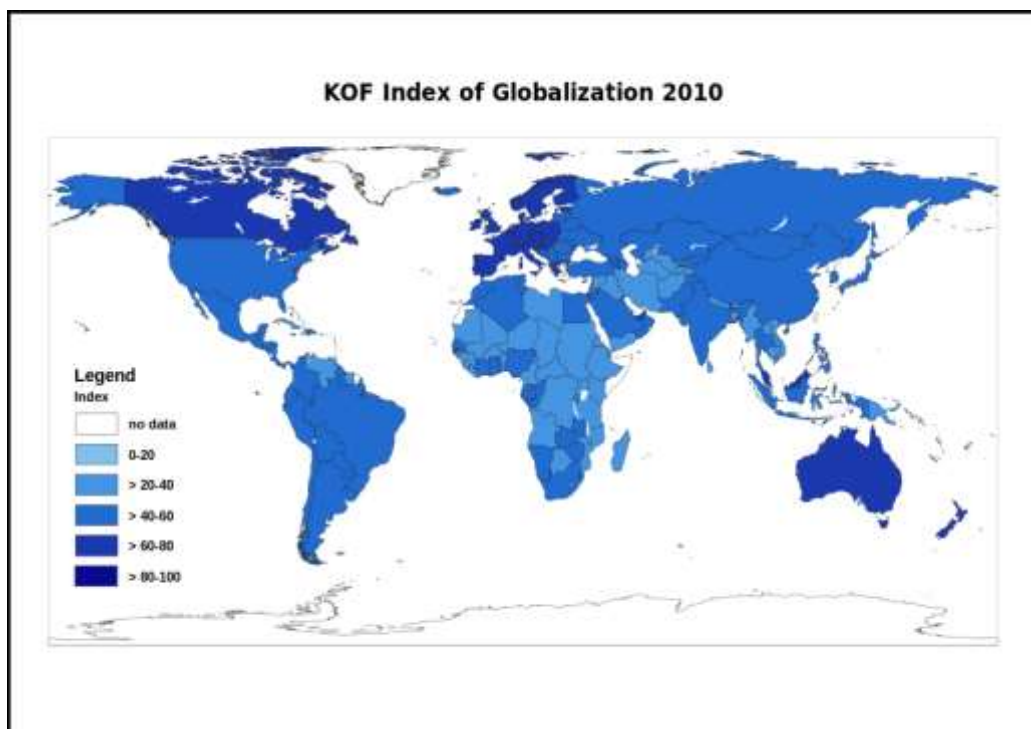 KOF Index of Globalization 2010
Legend
Index
no data
0-20
> 20-40
> 40-60
> 60-80
> 80-100